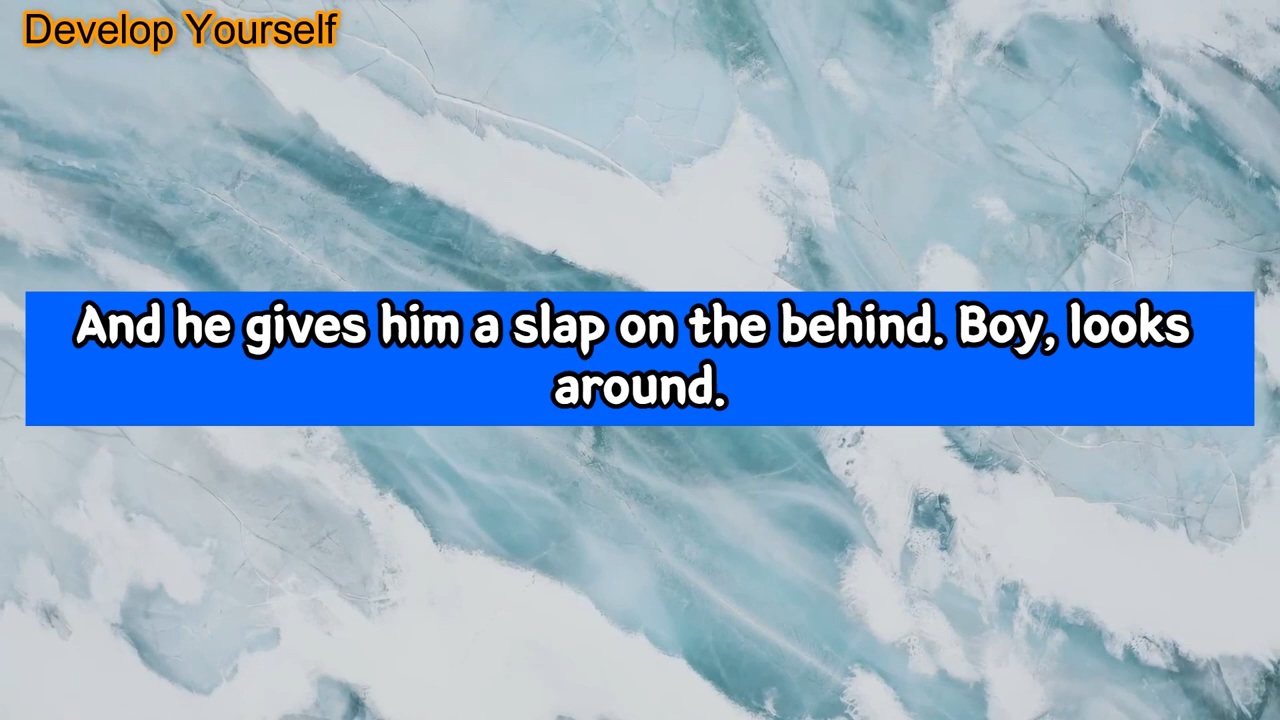 Develop Yourself
And he gives him a slap on the behind. Boy, looks
around.